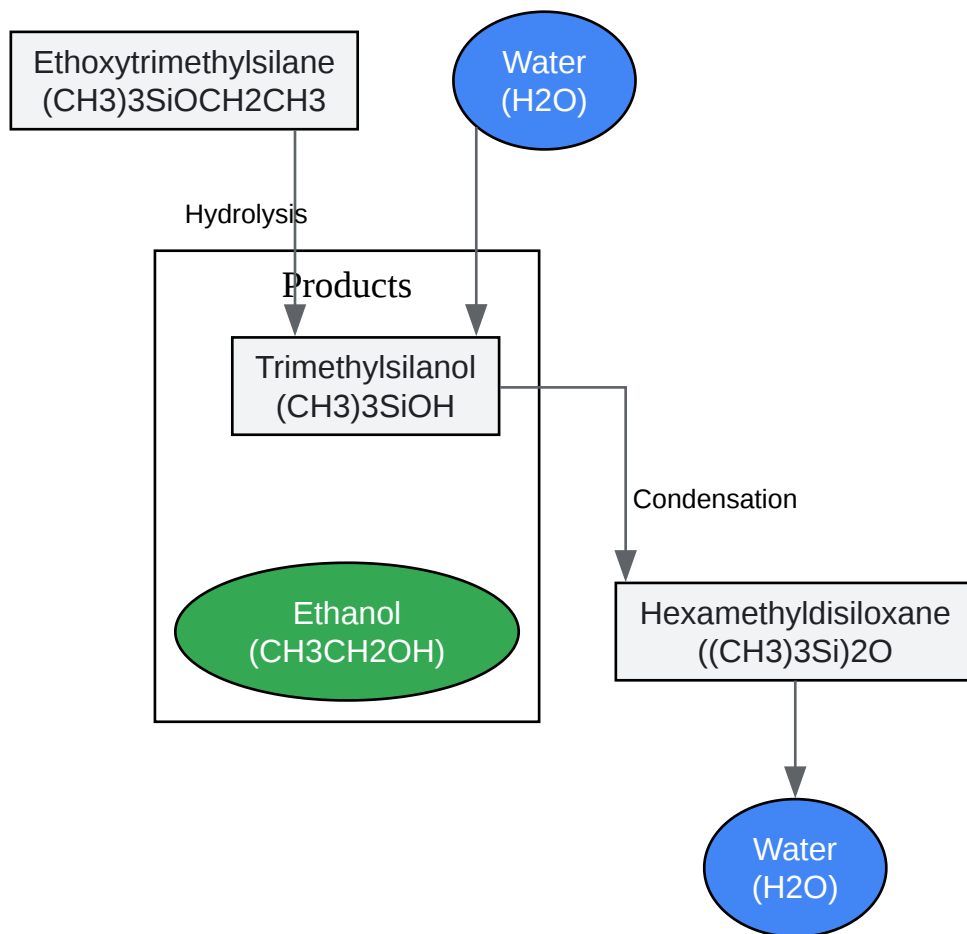 Ethoxytrimethylsilane
(CH3)3SiOCH2CH3
Water
(H2O)
Hydrolysis
Products
Trimethylsilanol
(CH3)3SiOH
Condensation
Ethanol
(CH3CH2OH)
Hexamethyldisiloxane
((CH3)3Si)2O
Water
(H2O)